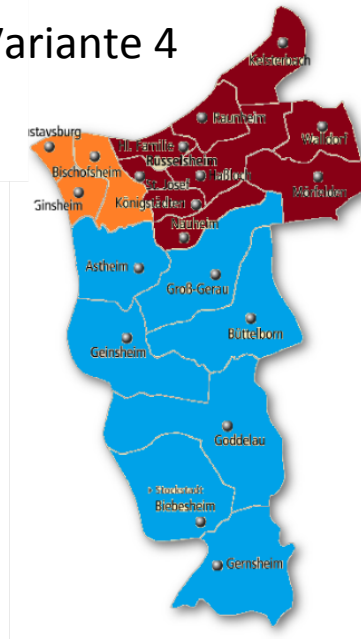 Variante 4
Kelsterbach
Raunheim
Walldorf
ustavsburg
Hl. Familie
Rüsselsheim
Bischofsheim
Haßloch
St. Josef
Mörfelden
Ginsheim
Königstädten
Nauheim
Astheim
Groß-Gerau
Büttelborn
Geinsheim
Goddelau
Biebesheim
Gernsheim